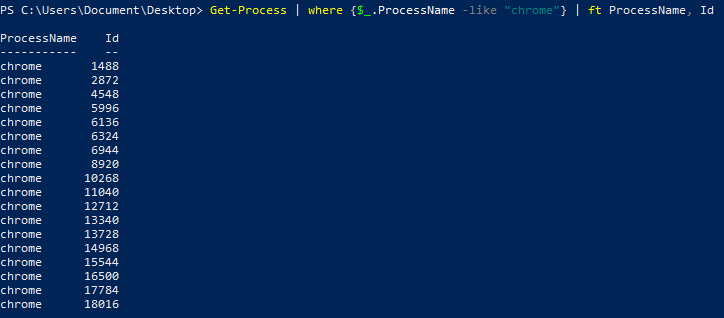 PS C:\Users\Document\Desktop> Get-Process | where {$_.ProcessName -like "chrome"} | ft ProcessName, Id
ProcessName    Id
-----------    --
chrome       1488
chrome       2872
chrome       4548
chrome       5996
chrome       6136
chrome       6324
chrome       6944
chrome       8920
chrome      10268
chrome      11040
chrome      12712
chrome      13340
chrome      13728
chrome      14968
chrome      15544
chrome      16500
chrome      17784
chrome      18016